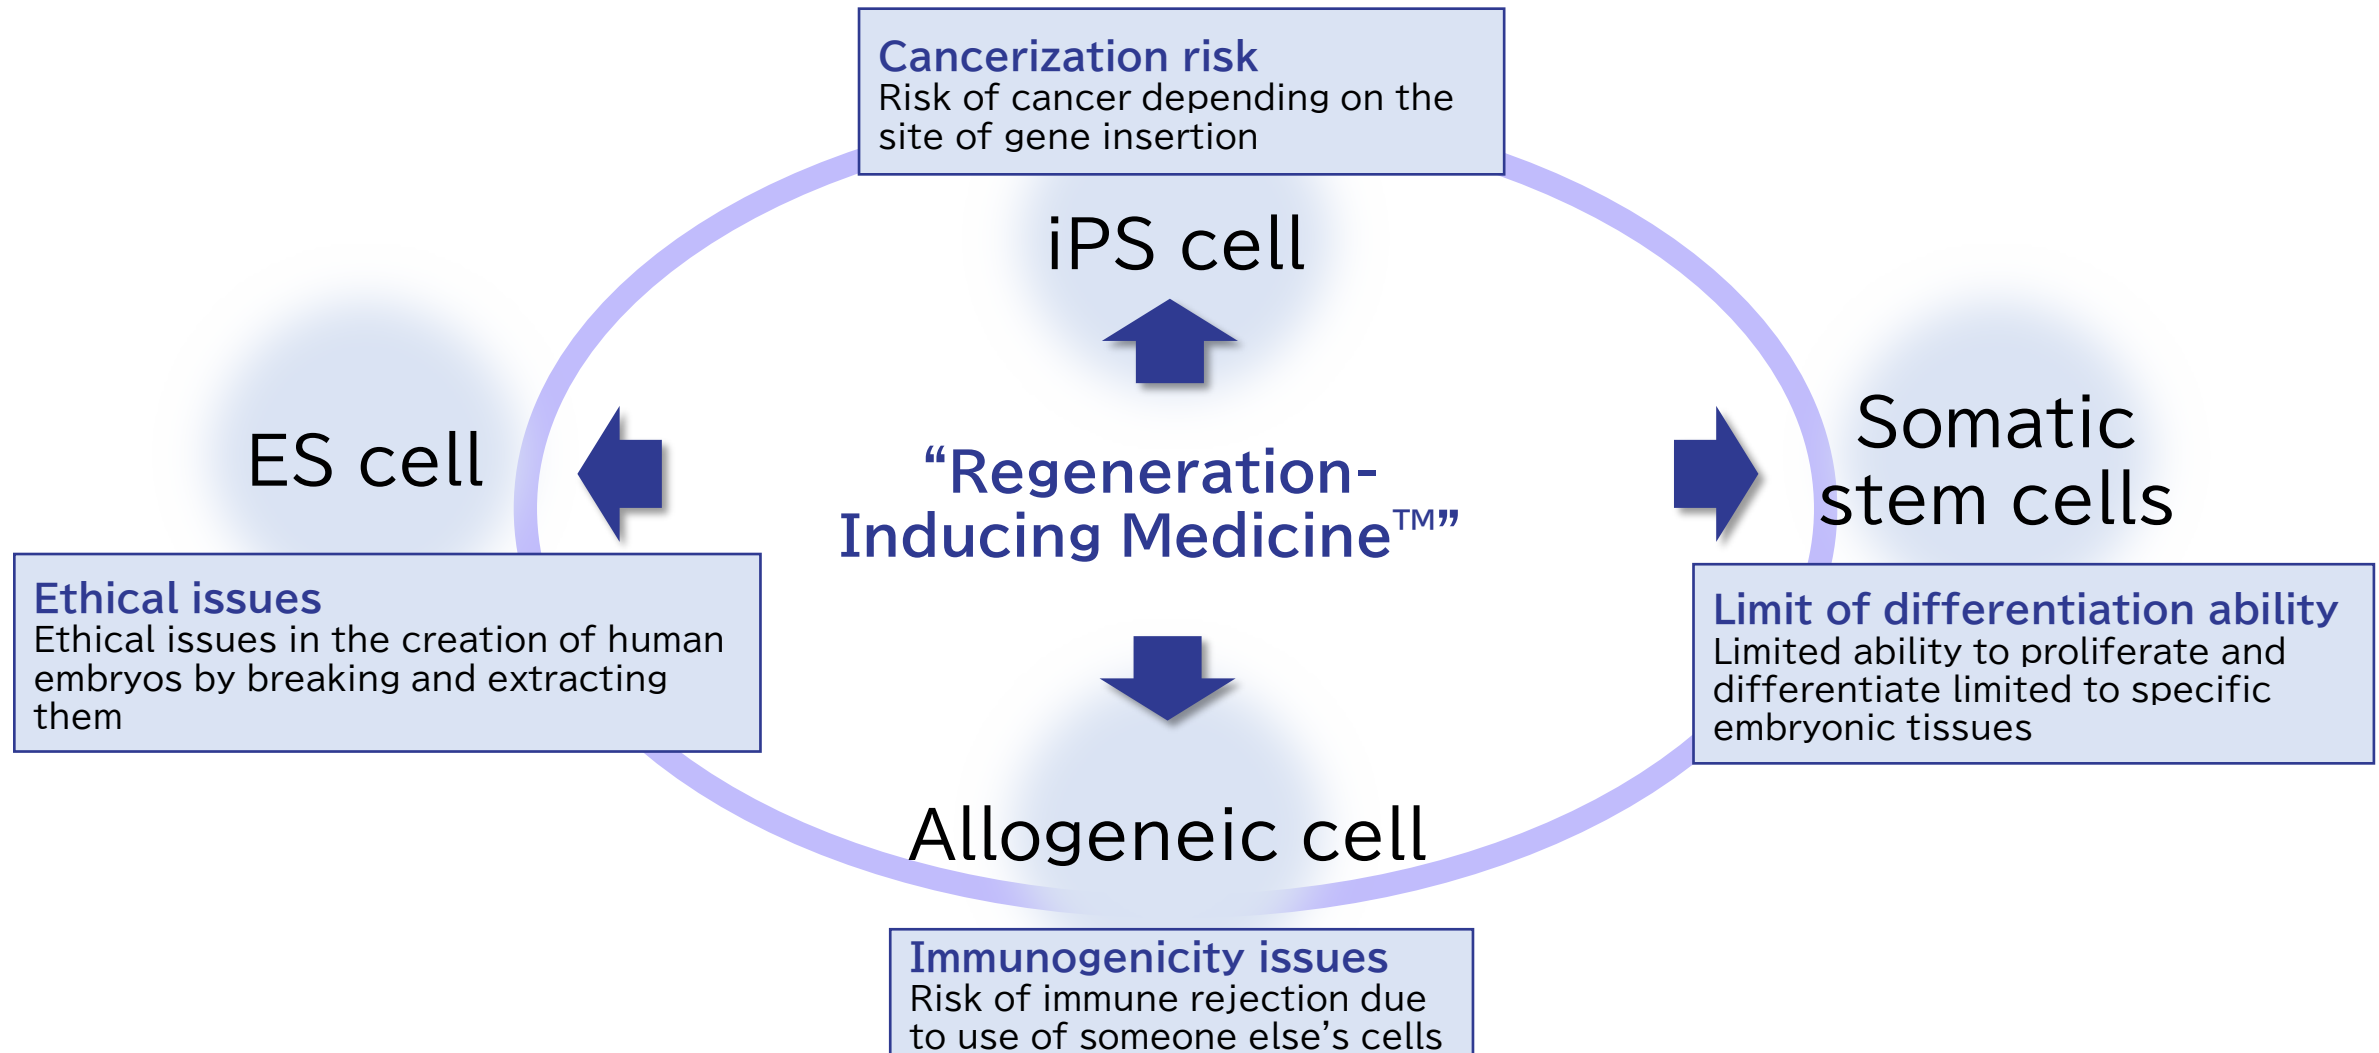 Cancerization risk
Risk of cancer depending on the
site of gene insertion
iPS cell
ES cell
Ethical issues
Ethical issues in the creation of human
embryos by breaking and extracting
them
“Regeneration-
Inducing Medicine™”
Somatic
stem cells
Limit of differentiation ability
Limited ability to proliferate and
differentiate limited to specific
embryonic tissues
Allogeneic cell
Immunogenicity issues
Risk of immune rejection due
to use of someone else’s cells